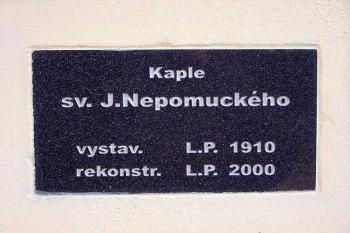 Kaple
sv. J.Nepomuckého
vystav. L.P. 1910
rekonstr. L.P. 2000